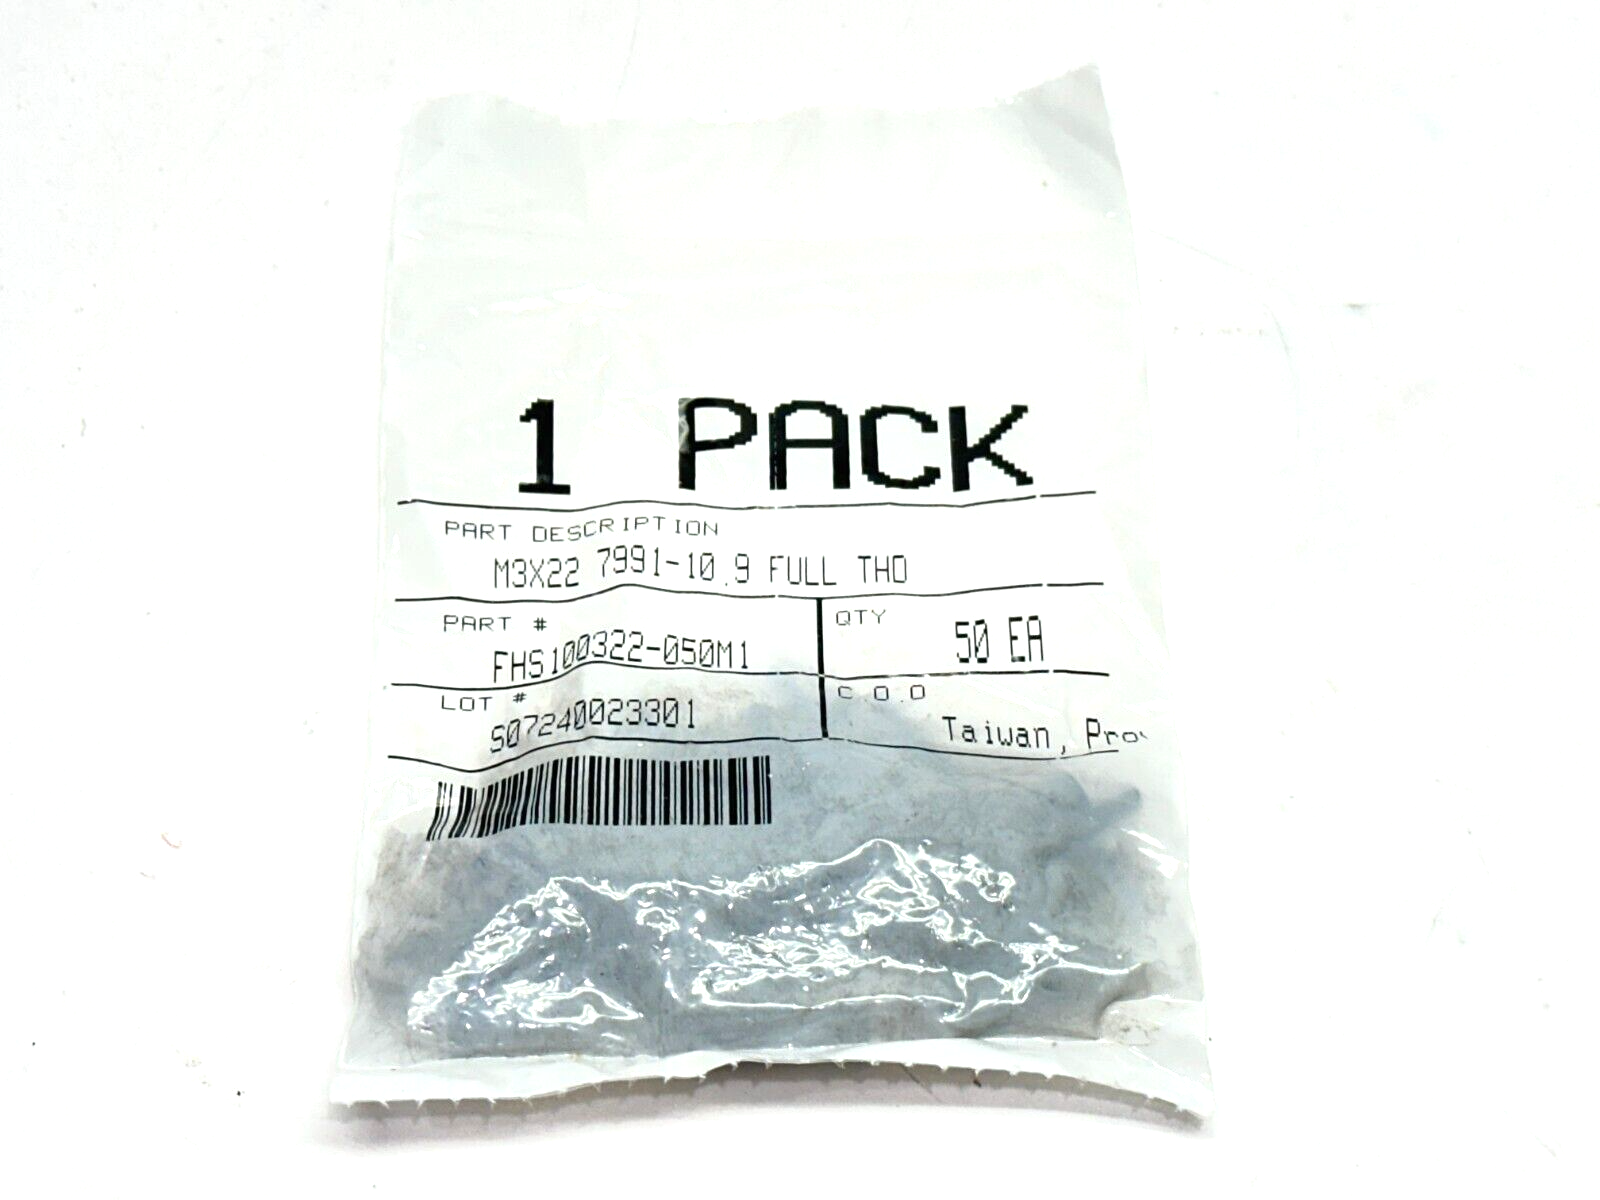 1 PACK
PART DESCRIPTION
M3X22 7991-10.9 FULL THD
PART #
FHS100322-050M1
QTY
50 EA
LOT #
S07240023301
C.O.O
Taiwan, Prov